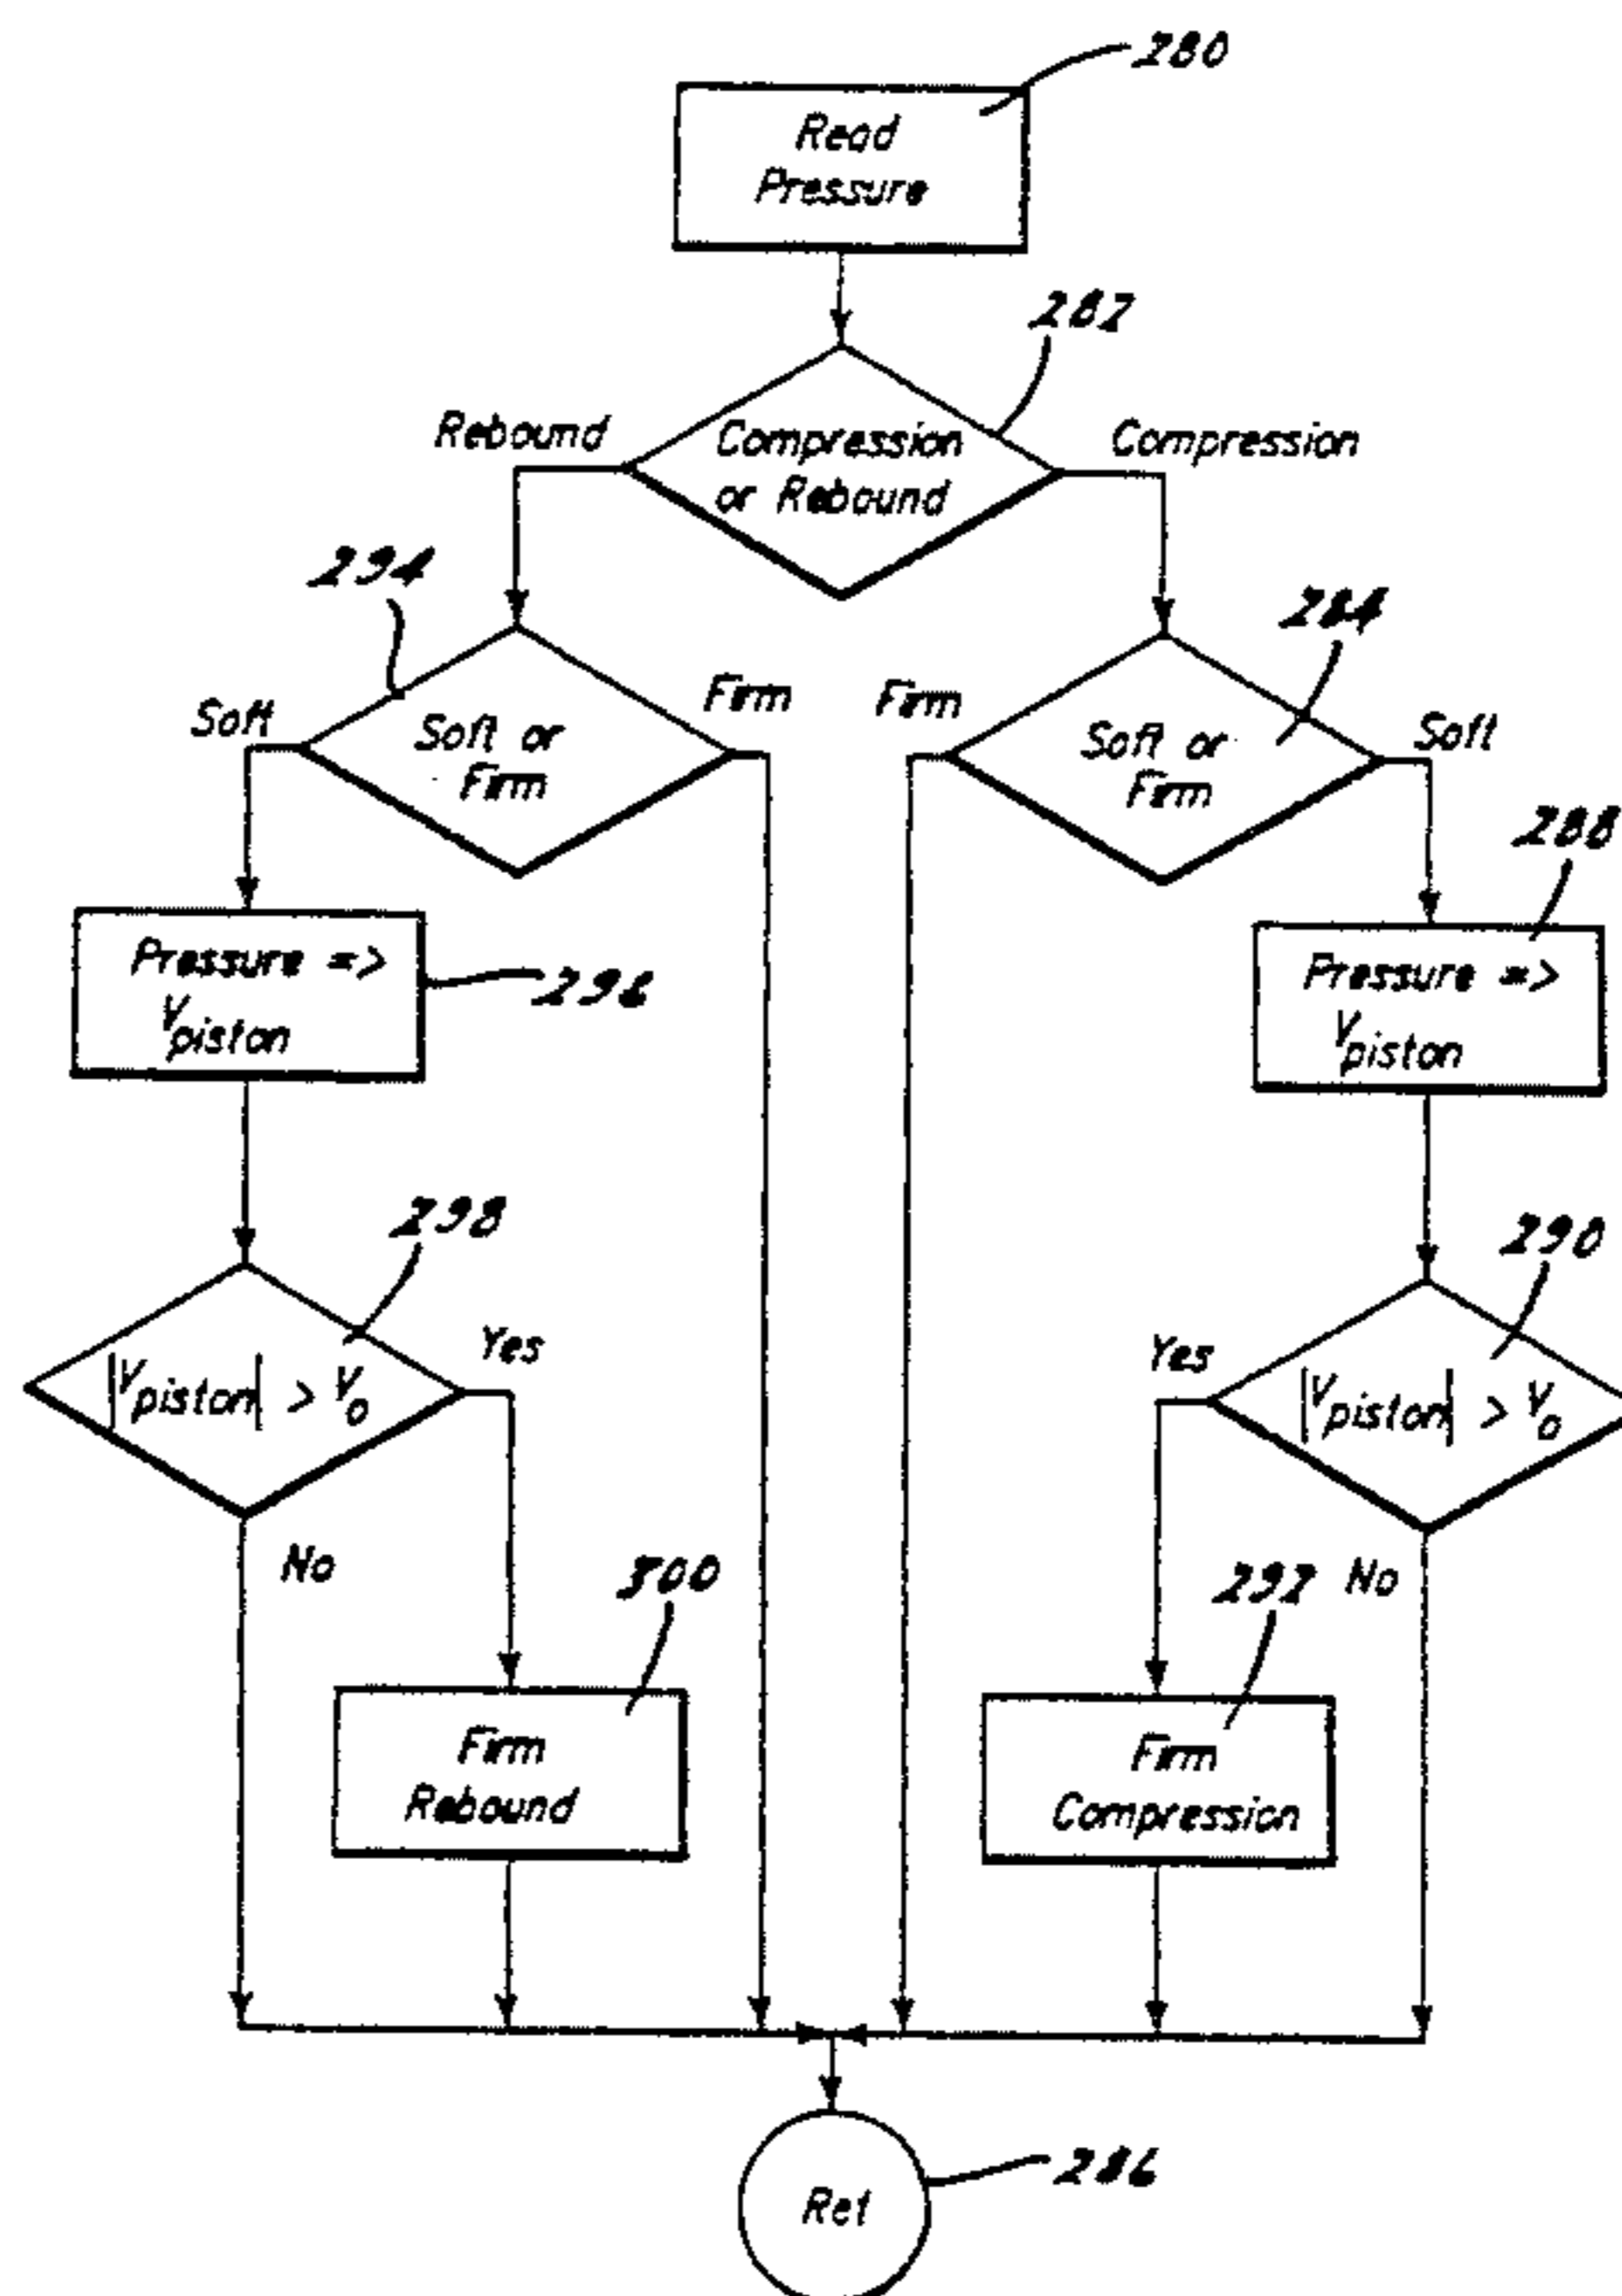 280
Read
Pressure
282
Rebound
Compression
or Rebound
Compression
294
284
Soft
Soft or
Firm
Firm
Firm
Soft or
Firm
Soft
288
Pressure =>
Vpiston
296
Pressure =>
Vpiston
298
290
|Vpiston| > Vo
Yes
Yes
|Vpiston| > Vo
No
300
292
No
Firm
Rebound
Firm
Compression
Ret
286